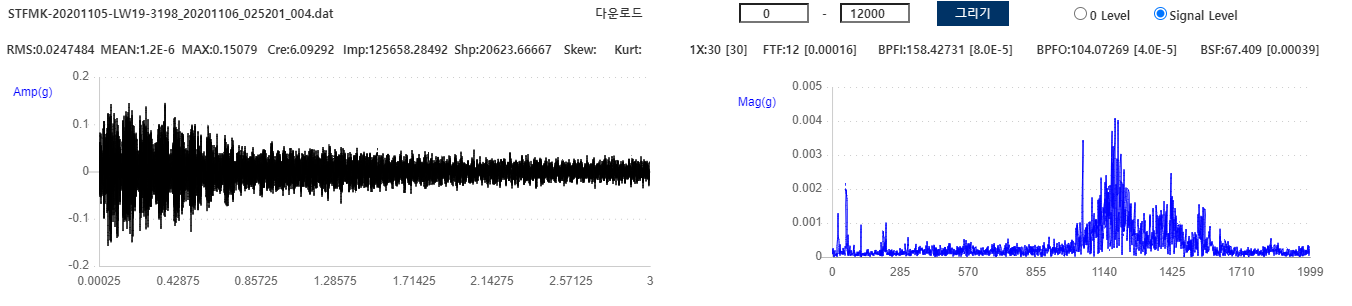 STFMK-20201105-LW19-3198_20201106_025201_004.dat 다운로드 0 - 12000 그리기 0 Level Signal Level
RMS:0.0247484 MEAN:1.2E-6 MAX:0.15079 Cre:6.09292 Imp:125658.28492 Shp:20623.66667 Skew: Kurt: 1X:30 [30] FTF:12 [0.00016] BPFI:158.42731 [8.0E-5] BPFO:104.07269 [4.0E-5] BSF:67.409 [0.00039]
Amp(g)
0.2
0.1
0
-0.1
-0.2
0.00025 0.42875 0.85725 1.28575 1.71425 2.14275 2.57125 3
Mag(g)
0.005
0.004
0.003
0.002
0.001
0
0 285 570 855 1140 1425 1710 1999